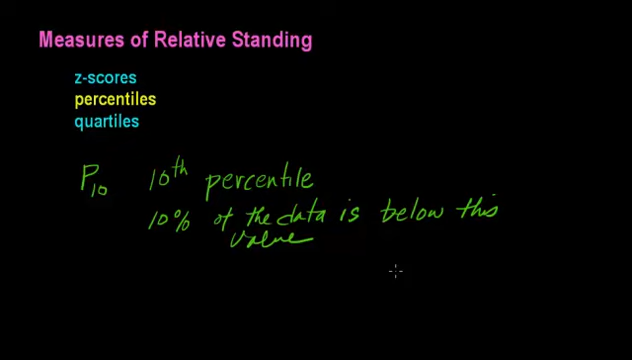 Measures of Relative Standing
z-scores
percentiles
quartiles
P10 10th percentile
10% of the data is below this
value